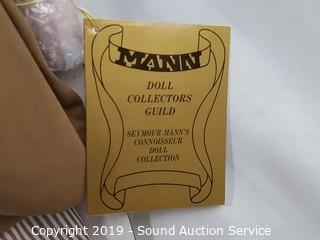 MANN
DOLL
COLLECTORS
GUILD
SEYMOUR MANN'S
CONNOISSEUR
DOLL
COLLECTION
Copyright 2019 - Sound Auction Service